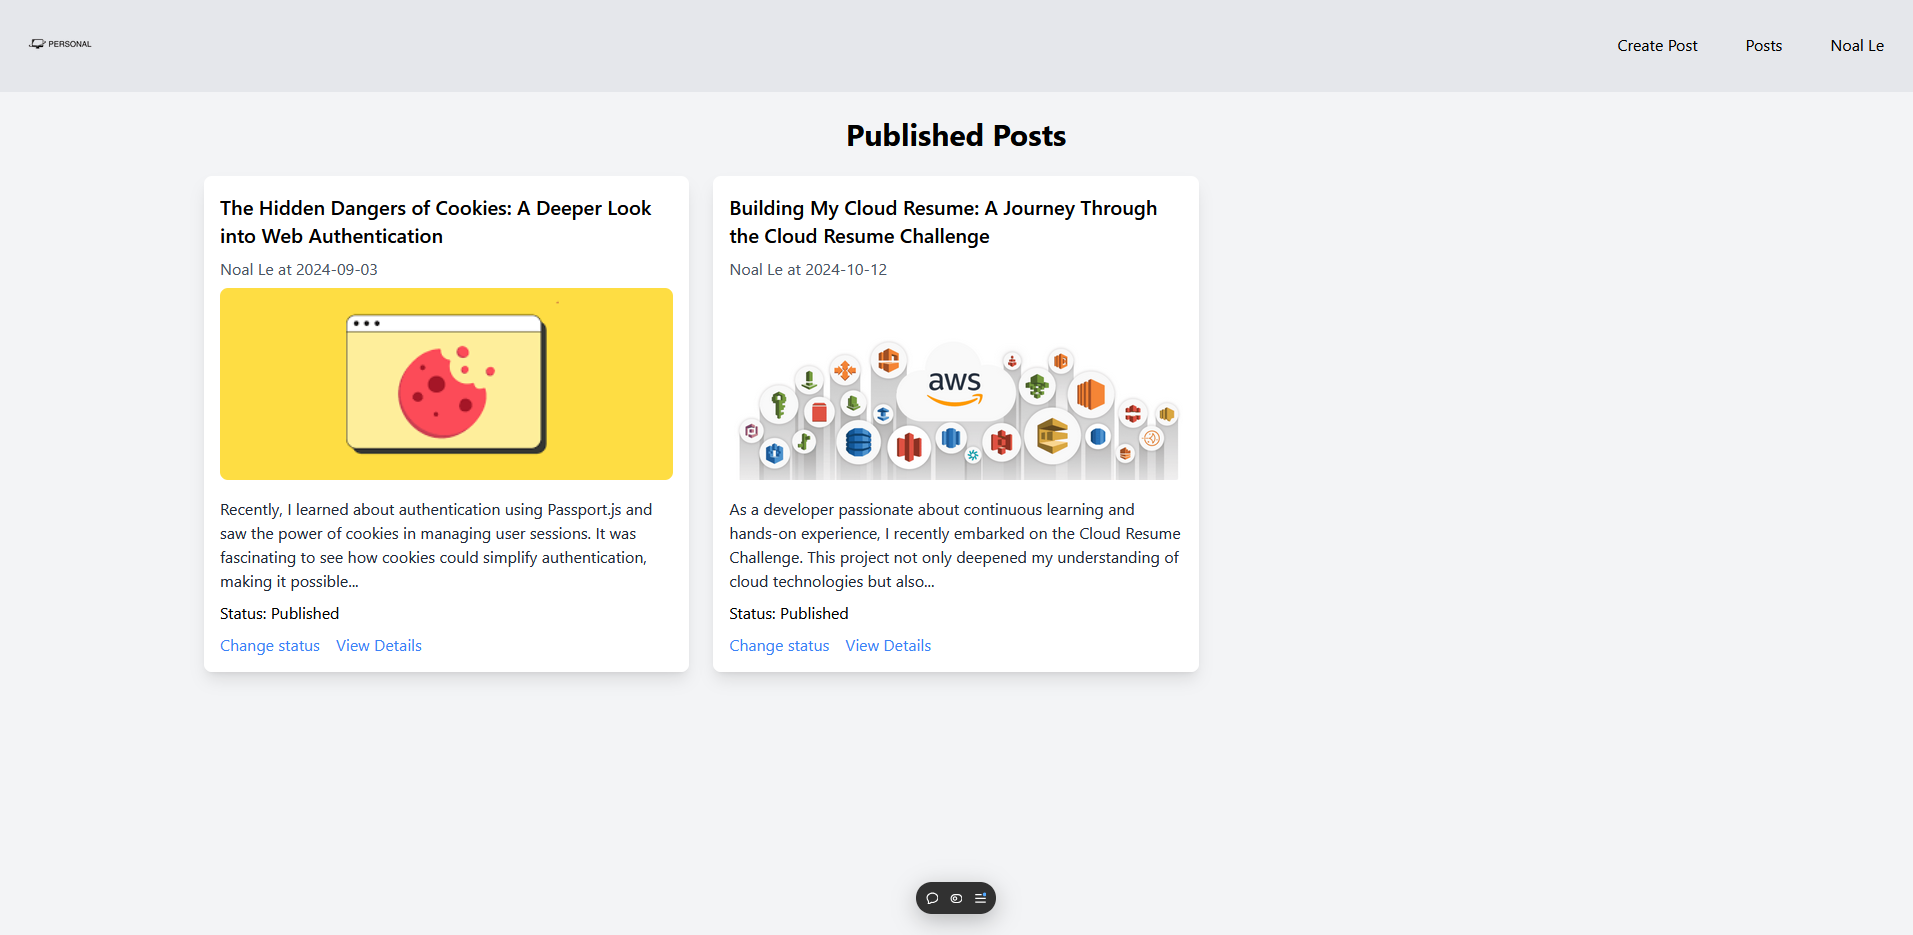 PERSONAL
Create Post
Posts
Noal Le
Published Posts
The Hidden Dangers of Cookies: A Deeper Look
into Web Authentication
Noal Le at 2024-09-03
Recently, I learned about authentication using Passport.js and
saw the power of cookies in managing user sessions. It was
fascinating to see how cookies could simplify authentication,
making it possible...
Status: Published
Change status
View Details
Building My Cloud Resume: A Journey Through
the Cloud Resume Challenge
Noal Le at 2024-10-12
aws
As a developer passionate about continuous learning and
hands-on experience, I recently embarked on the Cloud Resume
Challenge. This project not only deepened my understanding of
cloud technologies but also...
Status: Published
Change status
View Details